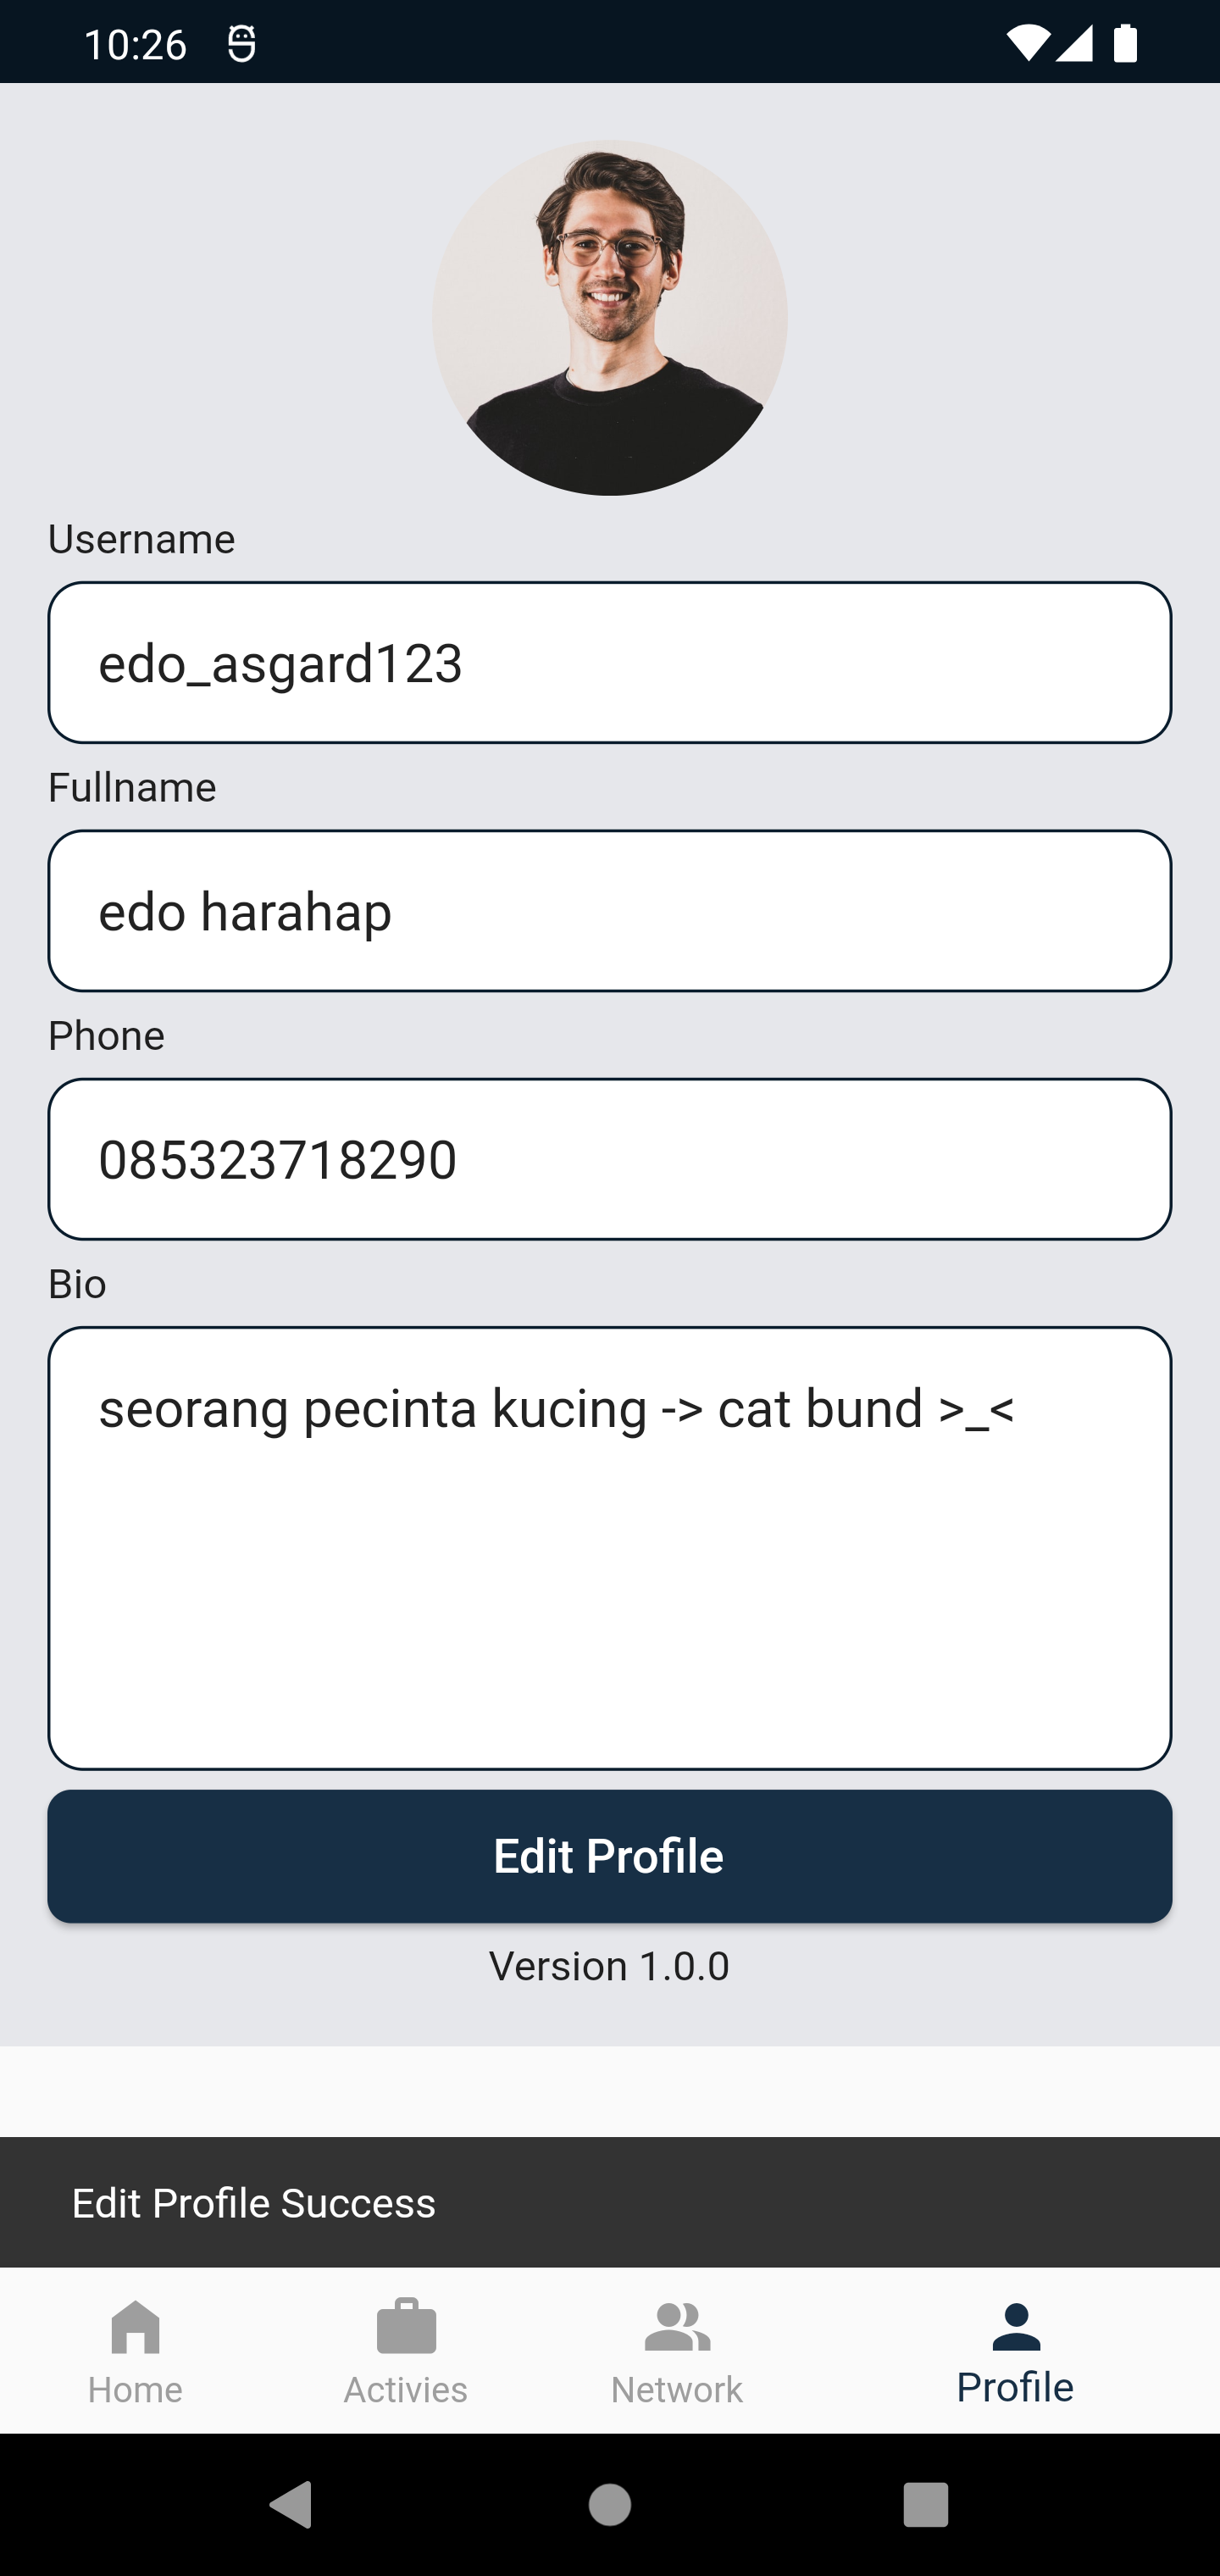 10:26
Username
edo_asgard123
Fullname
edo harahap
Phone
085323718290
Bio
seorang pecinta kucing -> cat bund >_<
Edit Profile
Version 1.0.0
Edit Profile Success
Home Activies Network Profile